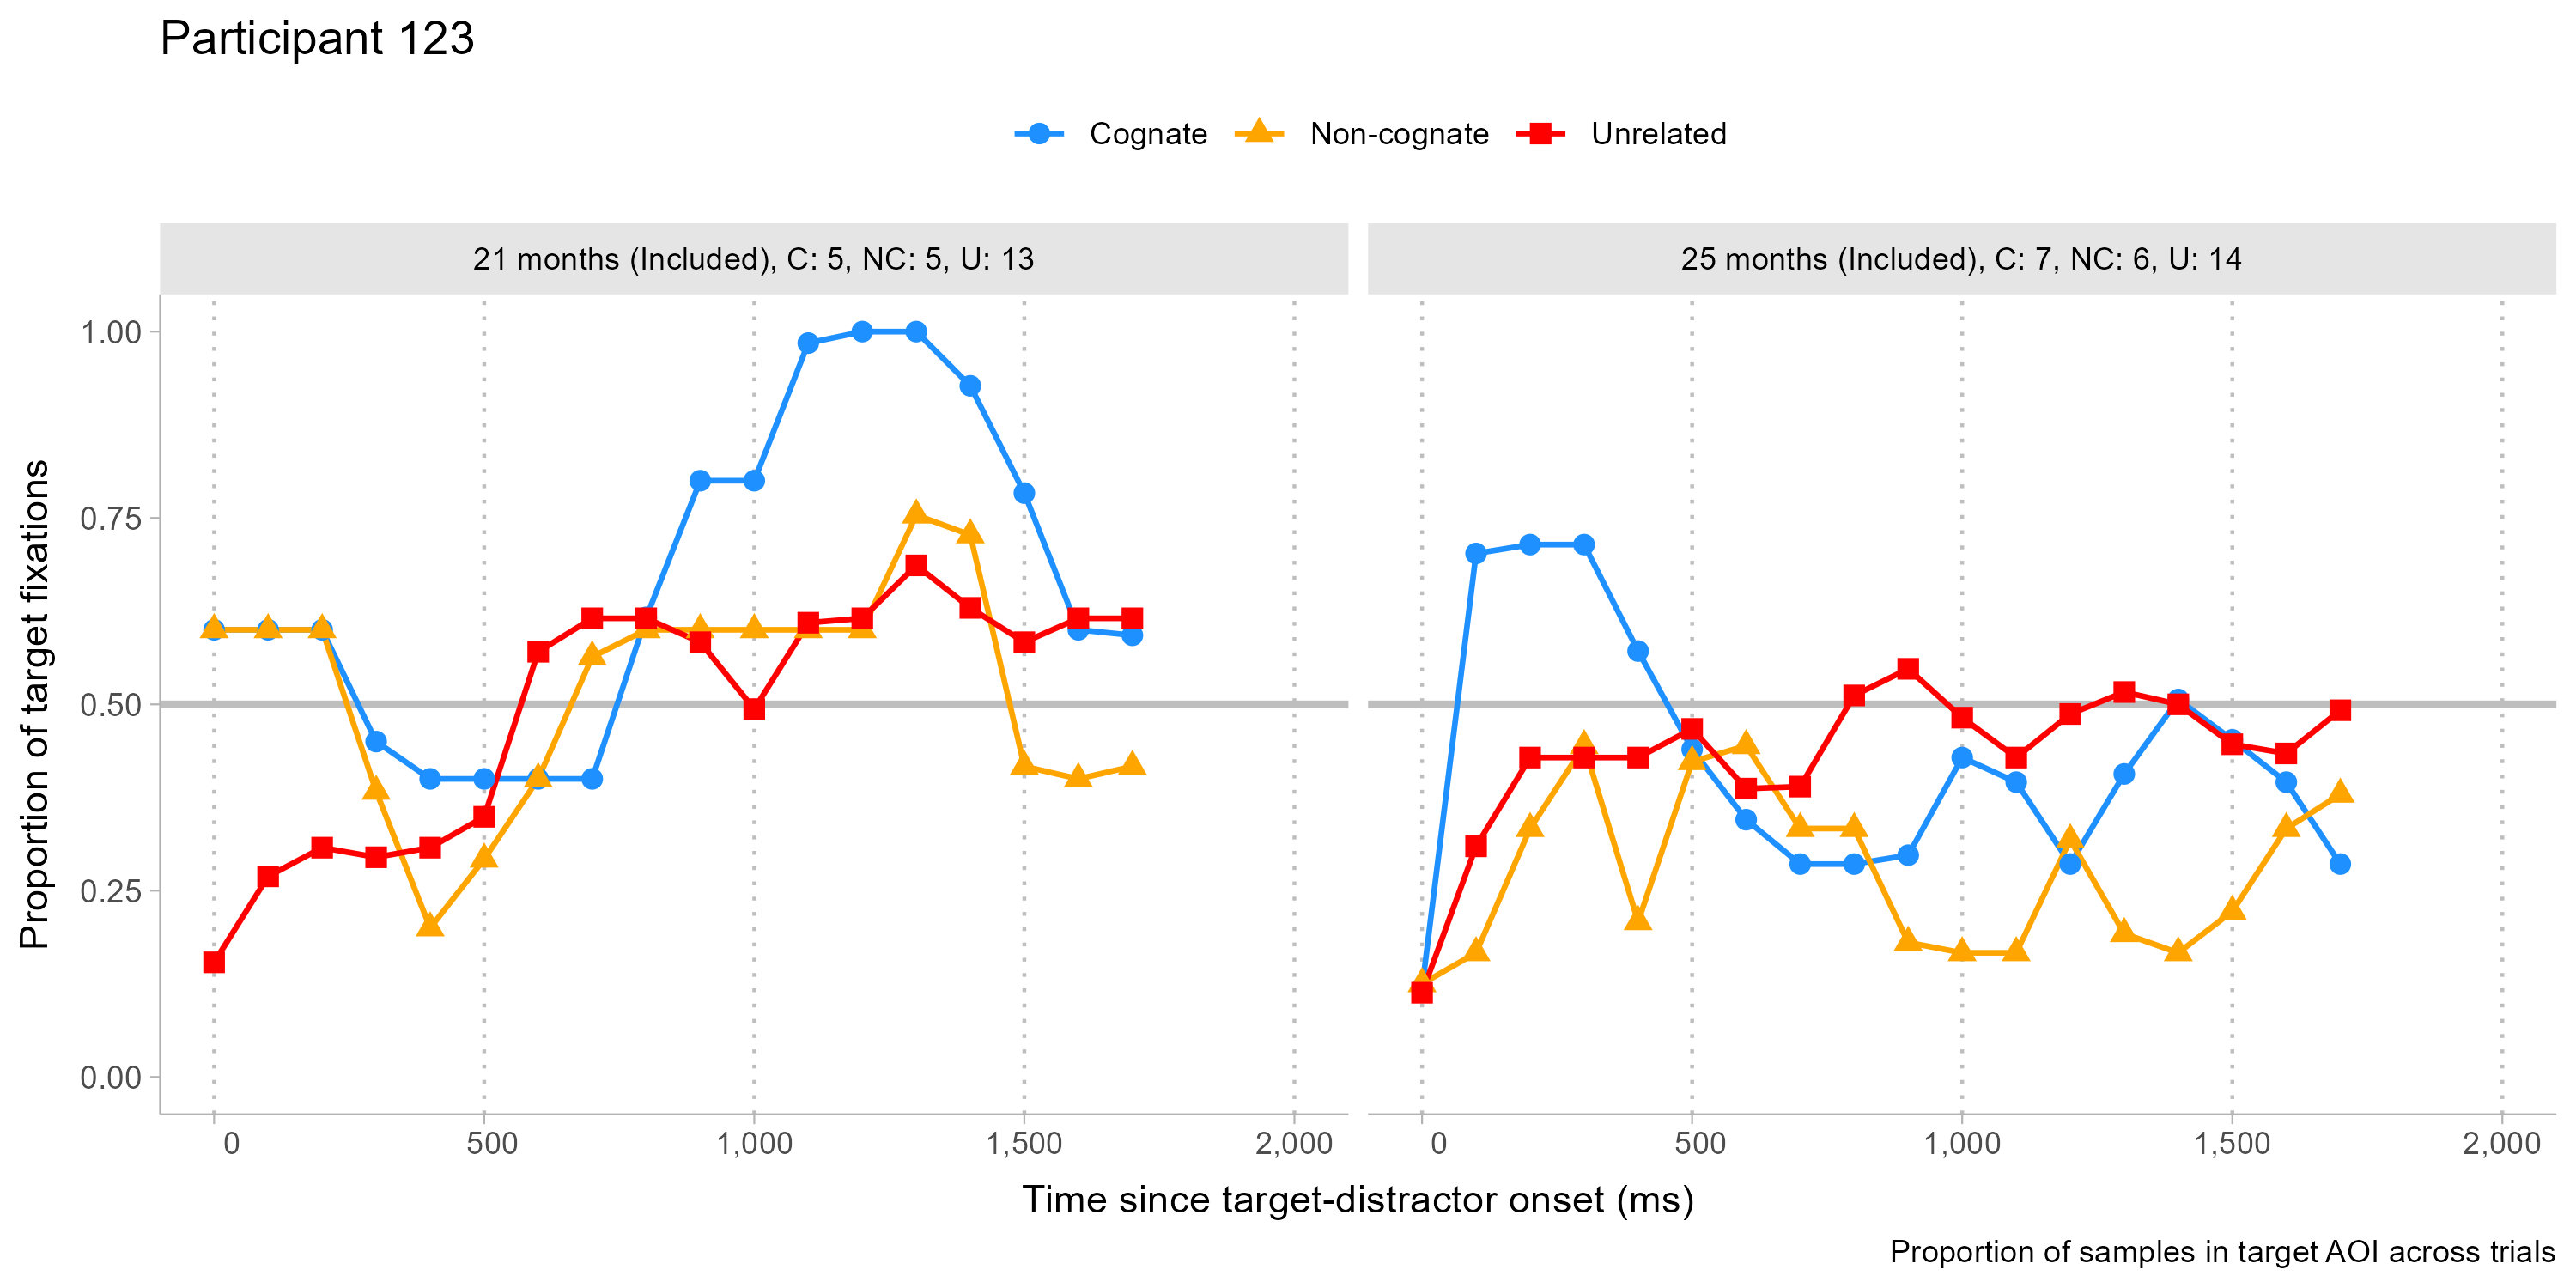 Participant 123
Cognate Non-cognate Unrelated
21 months (Included), C: 5, NC: 5, U: 13
25 months (Included), C: 7, NC: 6, U: 14
Proportion of target fixations
1.00
0.75
0.50
0.25
0.00
0 500 1,000 1,500 2,000
0 500 1,000 1,500 2,000
Time since target-distractor onset (ms)
Proportion of samples in target AOI across trials